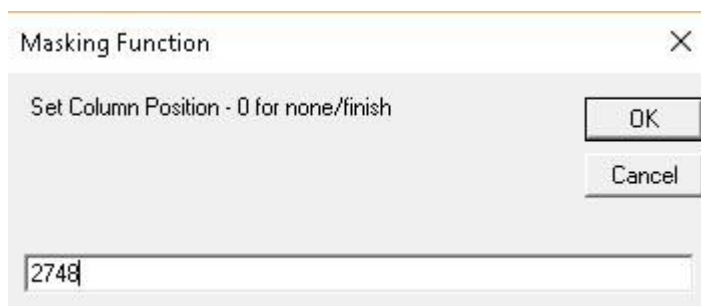 Masking Function
Set Column Position - 0 for none/finish
OK
Cancel
2748